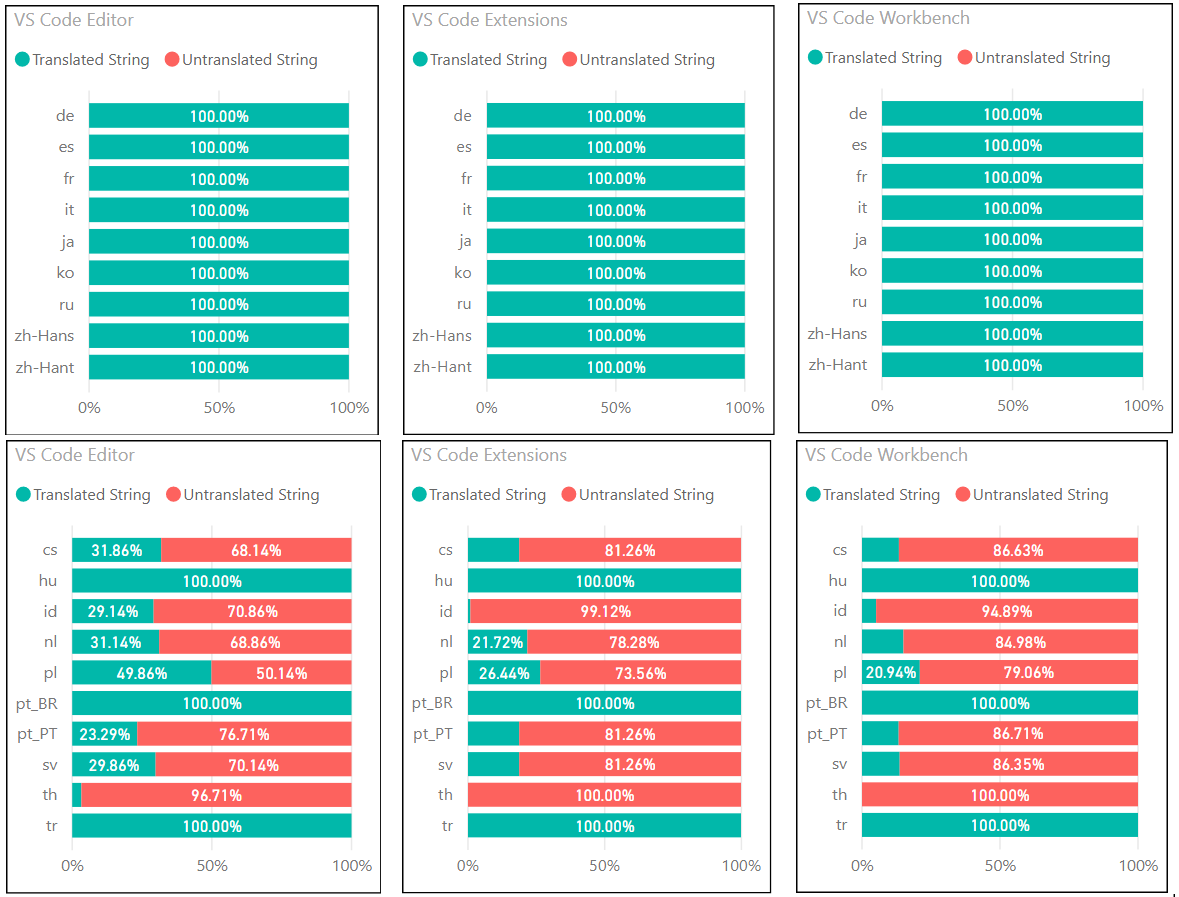 VS Code Editor
Translated String Untranslated String
de 100.00%
es 100.00%
fr 100.00%
it 100.00%
ja 100.00%
ko 100.00%
ru 100.00%
zh-Hans 100.00%
zh-Hant 100.00%
0% 50% 100%
VS Code Extensions
Translated String Untranslated String
de 100.00%
es 100.00%
fr 100.00%
it 100.00%
ja 100.00%
ko 100.00%
ru 100.00%
zh-Hans 100.00%
zh-Hant 100.00%
0% 50% 100%
VS Code Workbench
Translated String Untranslated String
de 100.00%
es 100.00%
fr 100.00%
it 100.00%
ja 100.00%
ko 100.00%
ru 100.00%
zh-Hans 100.00%
zh-Hant 100.00%
0% 50% 100%
VS Code Editor
Translated String Untranslated String
cs 31.86% 68.14%
hu 100.00%
id 29.14% 70.86%
nl 31.14% 68.86%
pl 49.86% 50.14%
pt_BR 100.00%
pt_PT 23.29% 76.71%
sv 29.86% 70.14%
th 96.71%
tr 100.00%
0% 50% 100%
VS Code Extensions
Translated String Untranslated String
cs 81.26%
hu 100.00%
id 99.12%
nl 21.72% 78.28%
pl 26.44% 73.56%
pt_BR 100.00%
pt_PT 81.26%
sv 81.26%
th 100.00%
tr 100.00%
0% 50% 100%
VS Code Workbench
Translated String Untranslated String
cs 86.63%
hu 100.00%
id 94.89%
nl 84.98%
pl 20.94% 79.06%
pt_BR 100.00%
pt_PT 86.71%
sv 86.35%
th 100.00%
tr 100.00%
0% 50% 100%